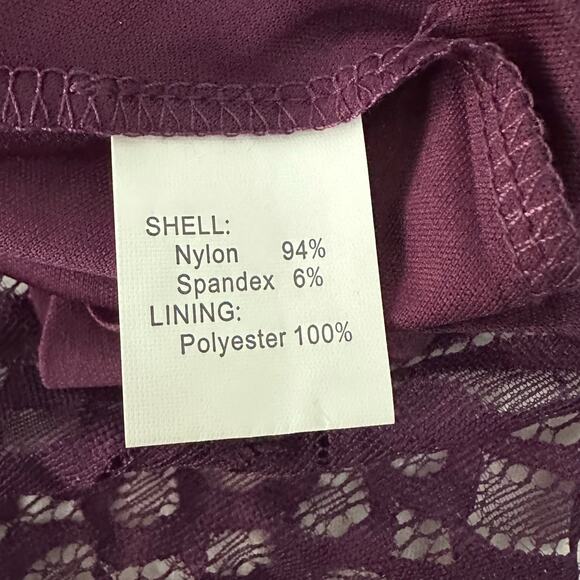 SHELL:
Nylon 94%
Spandex 6%
LINING:
Polyester 100%